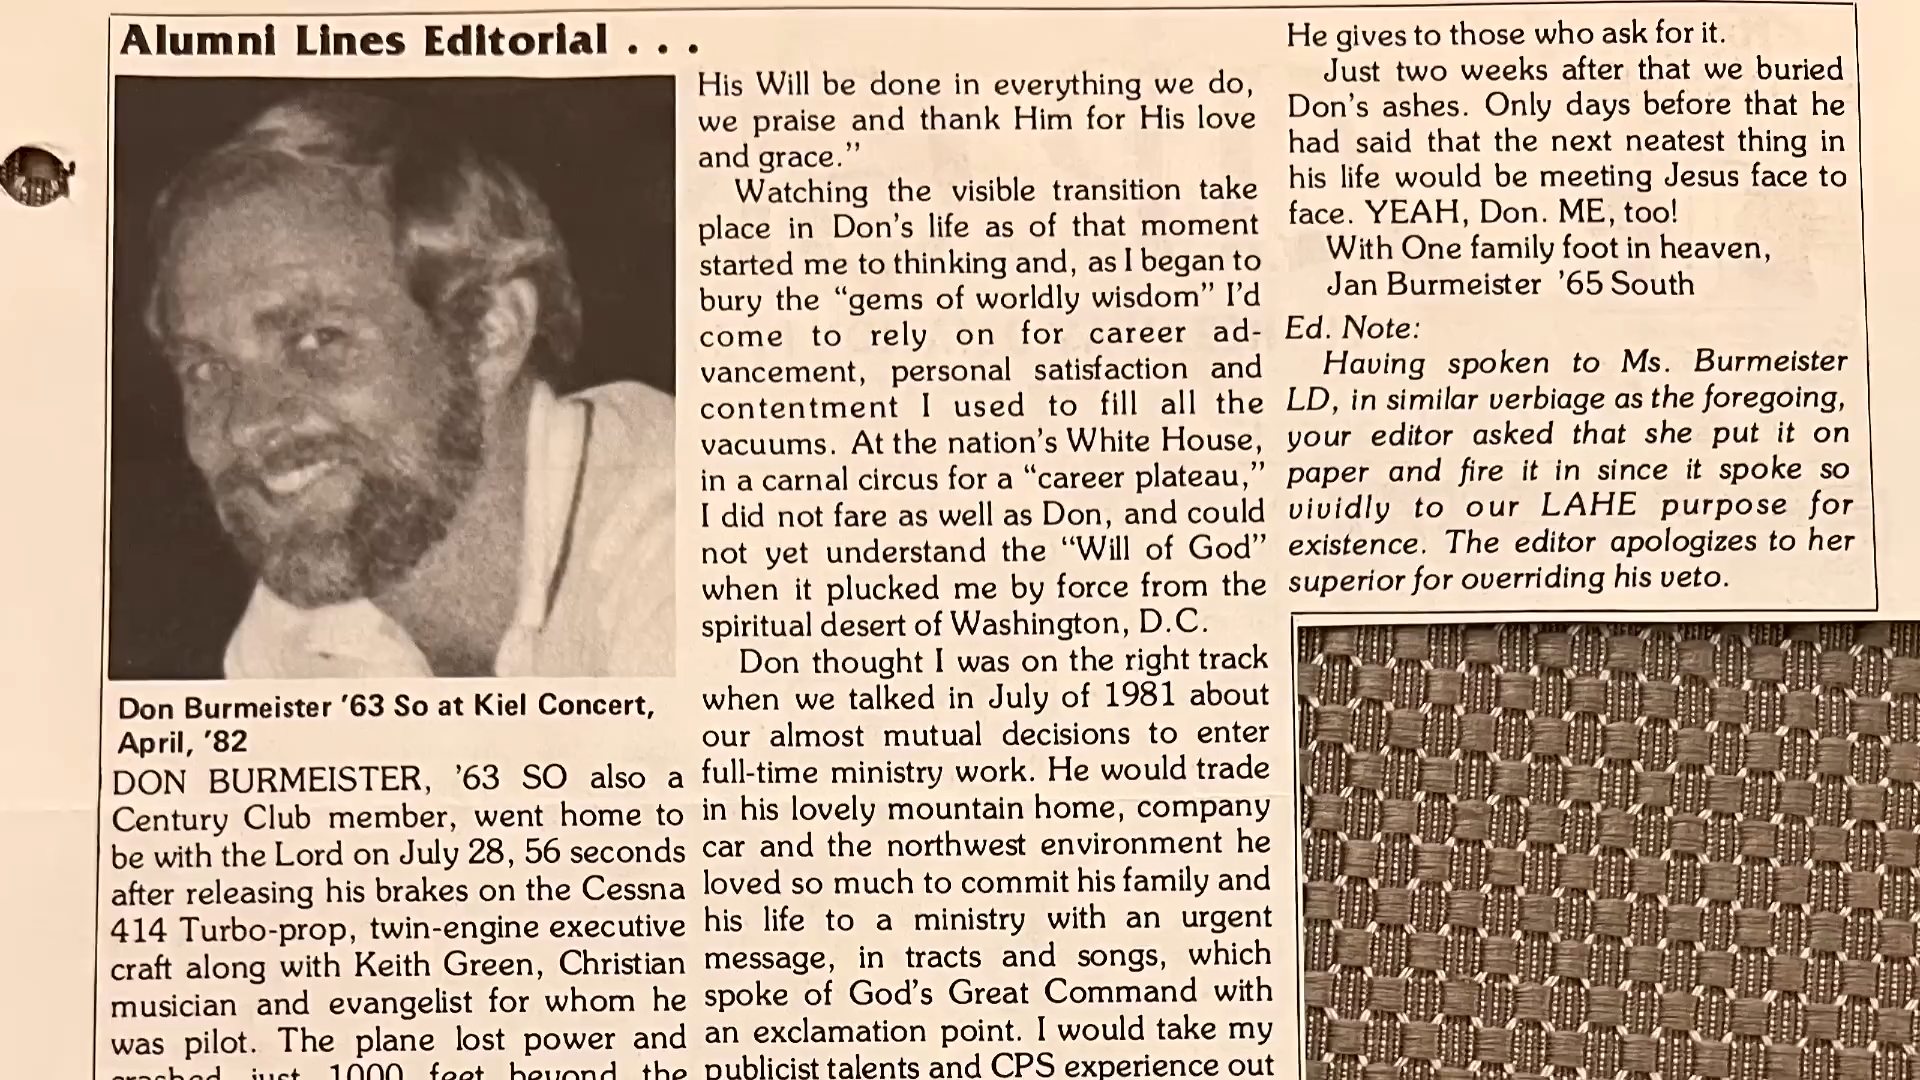 Alumni Lines Editorial . . .
Don Burmeister '63 So at Kiel Concert,
April, '82
DON BURMEISTER, '63 SO also a
Century Club member, went home to
be with the Lord on July 28, 56 seconds
after releasing his brakes on the Cessna
414 Turbo-prop, twin-engine executive
craft along with Keith Green, Christian
musician and evangelist for whom he
was pilot. The plane lost power and
crashed just 1000 feet beyond the
His Will be done in everything we do,
we praise and thank Him for His love
and grace.”
Watching the visible transition take
place in Don's life as of that moment
started me to thinking and, as I began to
bury the “gems of worldly wisdom” I'd
come to rely on for career ad-
vancement, personal satisfaction and
contentment I used to fill all the
vacuums. At the nation's White House,
in a carnal circus for a “career plateau,”
I did not fare as well as Don, and could
not yet understand the “Will of God”
when it plucked me by force from the
spiritual desert of Washington, D.C.
Don thought I was on the right track
when we talked in July of 1981 about
our almost mutual decisions to enter
full-time ministry work. He would trade
in his lovely mountain home, company
car and the northwest environment he
loved so much to commit his family and
his life to a ministry with an urgent
message, in tracts and songs, which
spoke of God's Great Command with
an exclamation point. I would take my
publicist talents and CPS experience out
He gives to those who ask for it.
Just two weeks after that we buried
Don's ashes. Only days before that he
had said that the next neatest thing in
his life would be meeting Jesus face to
face. YEAH, Don. ME, too!
With One family foot in heaven,
Jan Burmeister '65 South
Ed. Note:
Having spoken to Ms. Burmeister
LD, in similar verbiage as the foregoing,
your editor asked that she put it on
paper and fire it in since it spoke so
vividly to our LAHE purpose for
existence. The editor apologizes to her
superior for overriding his veto.